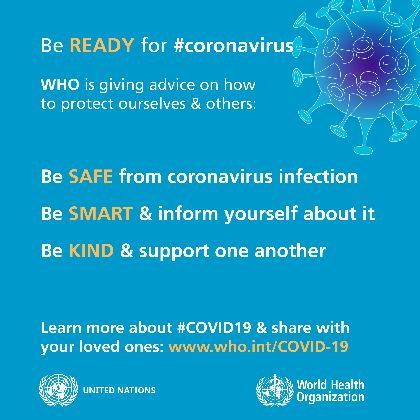 Be READY for #coronavirus
WHO is giving advice on how
to protect ourselves & others:
Be SAFE from coronavirus infection
Be SMART & inform yourself about it
Be KIND & support one another
Learn more about #COVID19 & share with
your loved ones: www.who.int/COVID-19
UNITED NATIONS
World Health
Organization